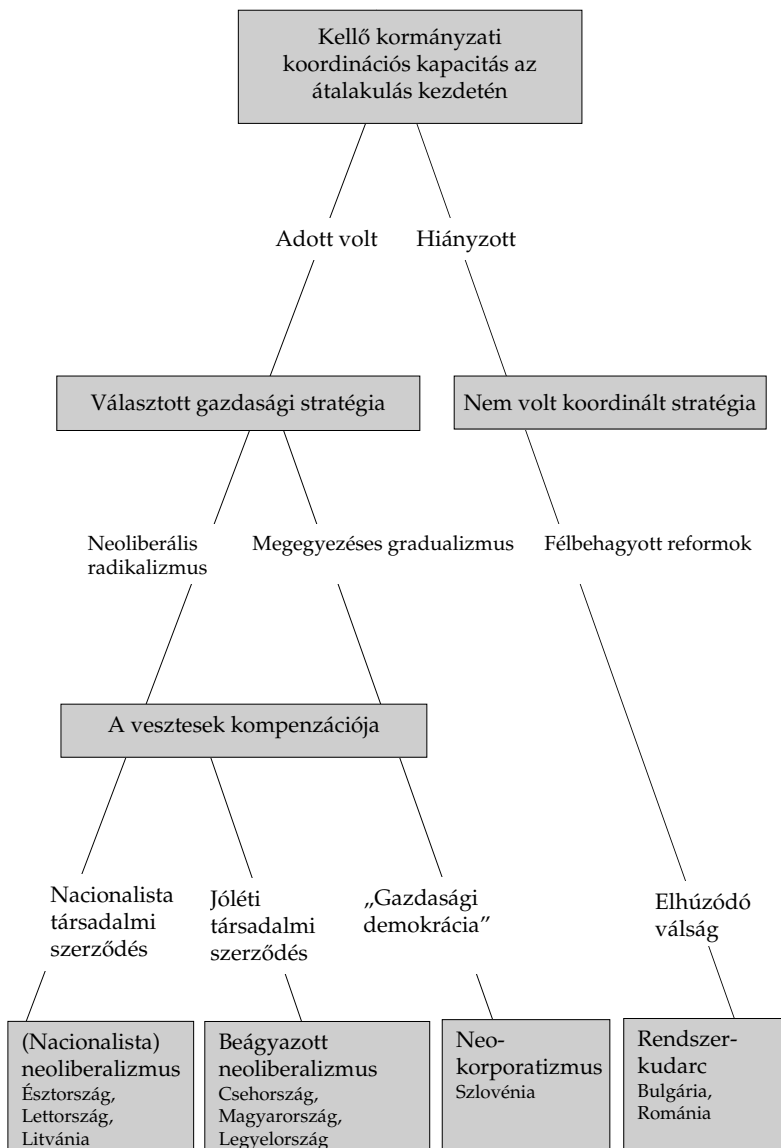 Kellő kormányzati
koordinációs kapacitás az
átalakulás kezdetén
Adott volt
Hiányzott
Választott gazdasági stratégia
Nem volt koordinált stratégia
Neoliberális
radikalizmus
Megegyezéses gradualizmus
Félbehagyott reformok
A vesztesek kompenzációja
Nacionalista
társadalmi
szerződés
Jóléti
társadalmi
szerződés
„Gazdasági
demokrácia”
Elhúzódó
válság
(Nacionalista)
neoliberalizmus
Észtország,
Lettország,
Litvánia
Beágyazott
neoliberalizmus
Csehország,
Magyarország,
Legyelország
Neo-
korporatizmus
Szlovénia
Rendszer-
kudarc
Bulgária,
Románia